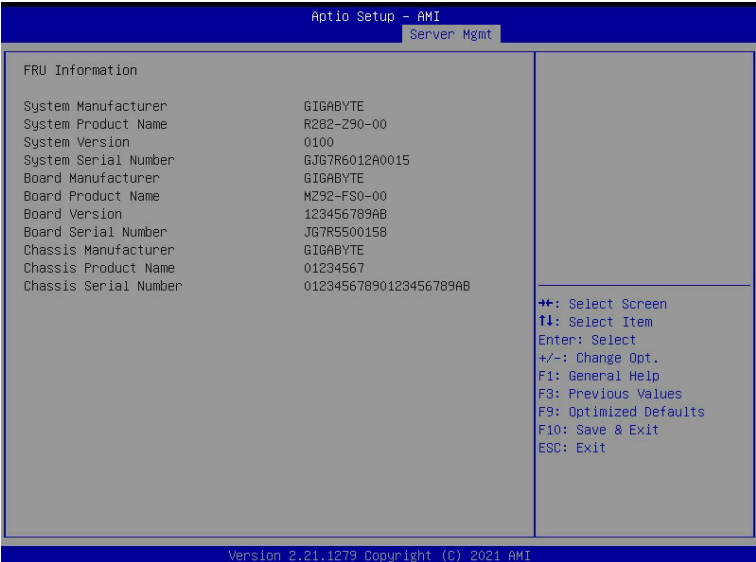 Aptio Setup – AMI
Server Mgmt
FRU Information
System Manufacturer GIGABYTE
System Product Name R282-Z90-00
System Version 0100
System Serial Number GJG7R6012A0015
Board Manufacturer GIGABYTE
Board Product Name MZ92-FS0-00
Board Version 123456789AB
Board Serial Number JG7R5500158
Chassis Manufacturer GIGABYTE
Chassis Product Name 01234567
Chassis Serial Number 01234567890123456789AB
→←: Select Screen
↑↓: Select Item
Enter: Select
+/-: Change Opt.
F1: General Help
F3: Previous Values
F9: Optimized Defaults
F10: Save & Exit
ESC: Exit
Version 2.21.1279 Copyright (C) 2021 AMI